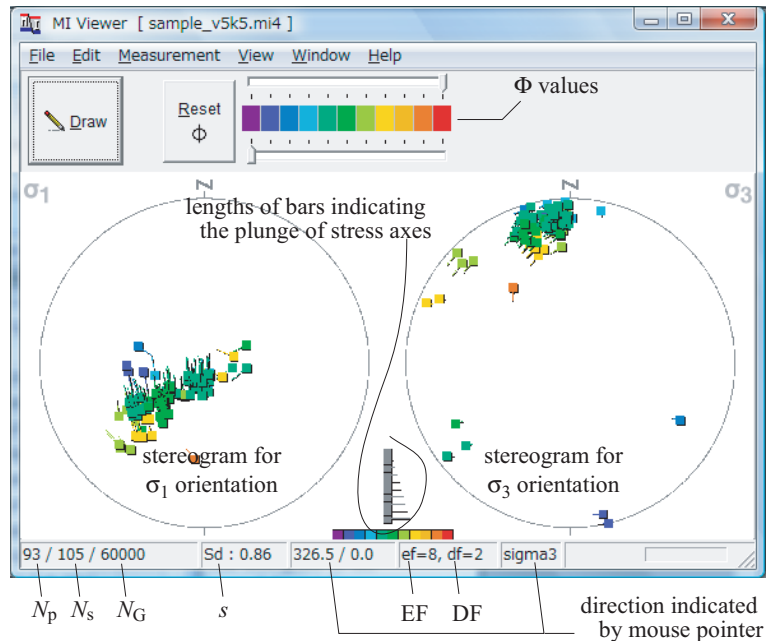 MI Viewer [ sample_v5k5.mi4 ]
File Edit Measurement View Window Help
Draw
Reset
Φ
Φ values
σ1
N
lengths of bars indicating
the plunge of stress axes
N
σ3
stereogram for
σ1 orientation
stereogram for
σ3 orientation
93 / 105 / 60000
Sd : 0.86
326.5 / 0.0
ef=8, df=2
sigma3
Np Ns NG s EF DF
direction indicated
by mouse pointer